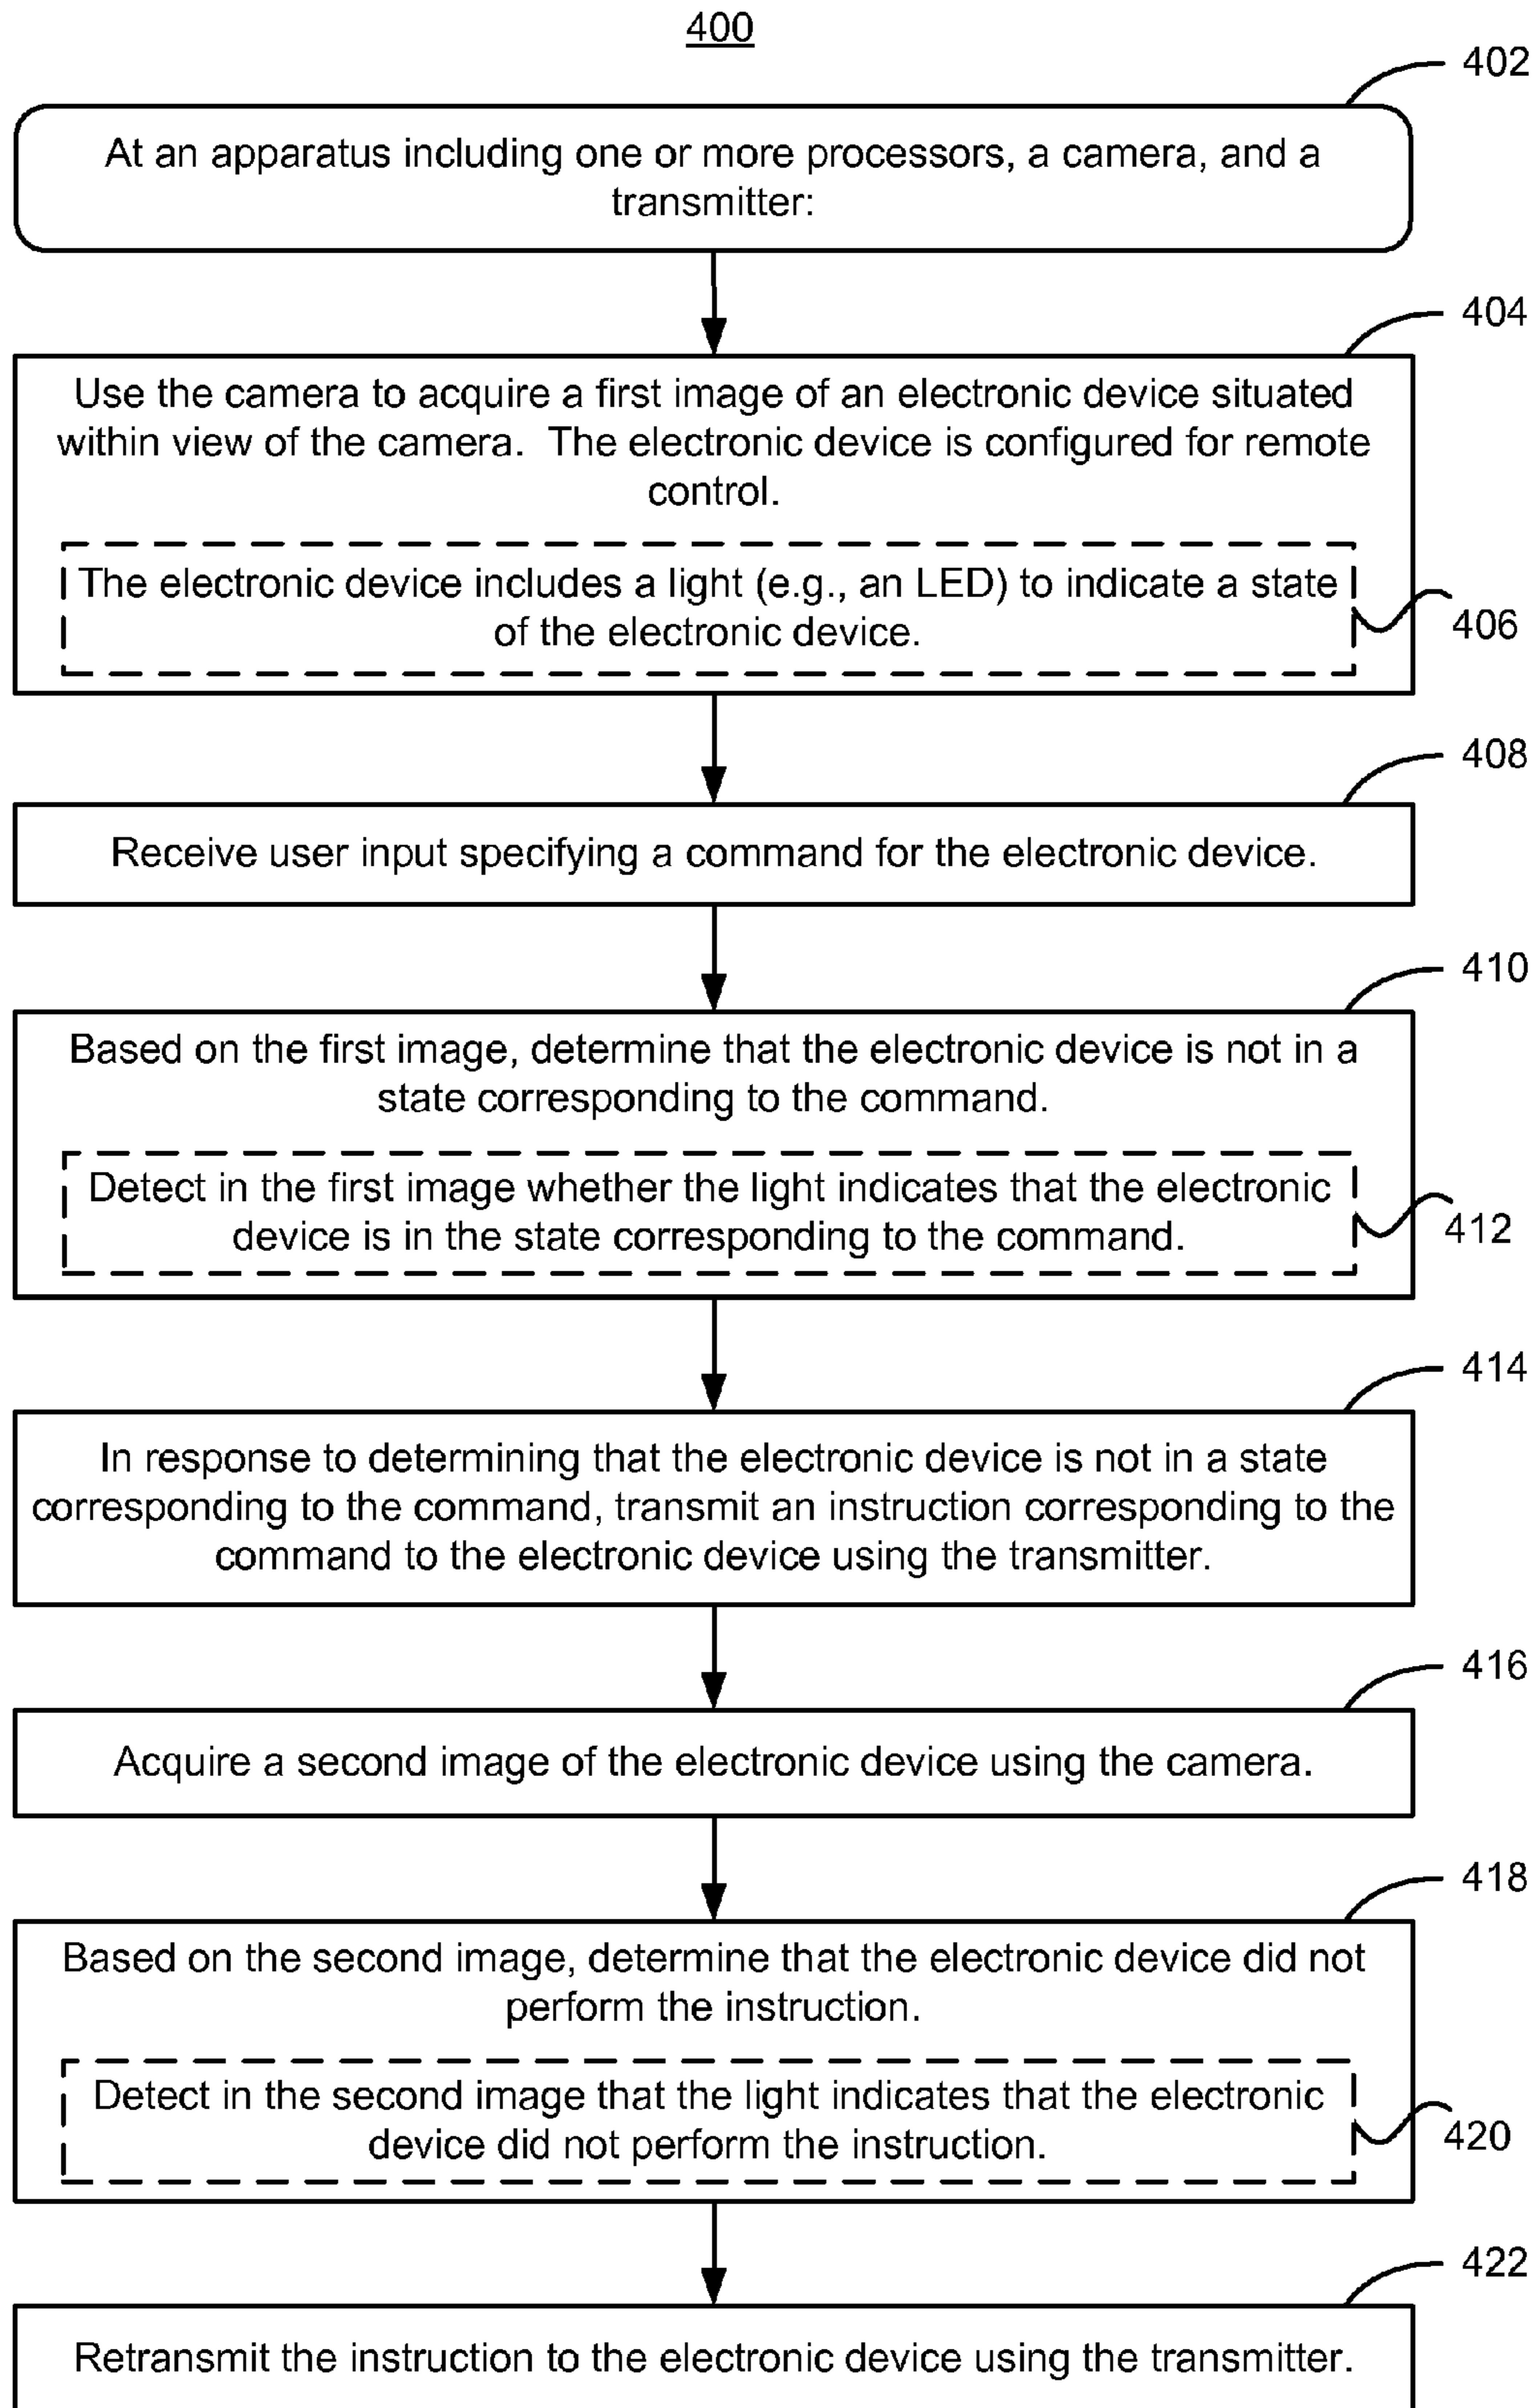 400
402
At an apparatus including one or more processors, a camera, and a
transmitter:
404
Use the camera to acquire a first image of an electronic device situated
within view of the camera.  The electronic device is configured for remote
control.
The electronic device includes a light (e.g., an LED) to indicate a state
of the electronic device.
406
408
Receive user input specifying a command for the electronic device.
410
Based on the first image, determine that the electronic device is not in a
state corresponding to the command.
Detect in the first image whether the light indicates that the electronic
device is in the state corresponding to the command.
412
414
In response to determining that the electronic device is not in a state
corresponding to the command, transmit an instruction corresponding to the
command to the electronic device using the transmitter.
416
Acquire a second image of the electronic device using the camera.
418
Based on the second image, determine that the electronic device did not
perform the instruction.
Detect in the second image that the light indicates that the electronic
device did not perform the instruction.
420
422
Retransmit the instruction to the electronic device using the transmitter.